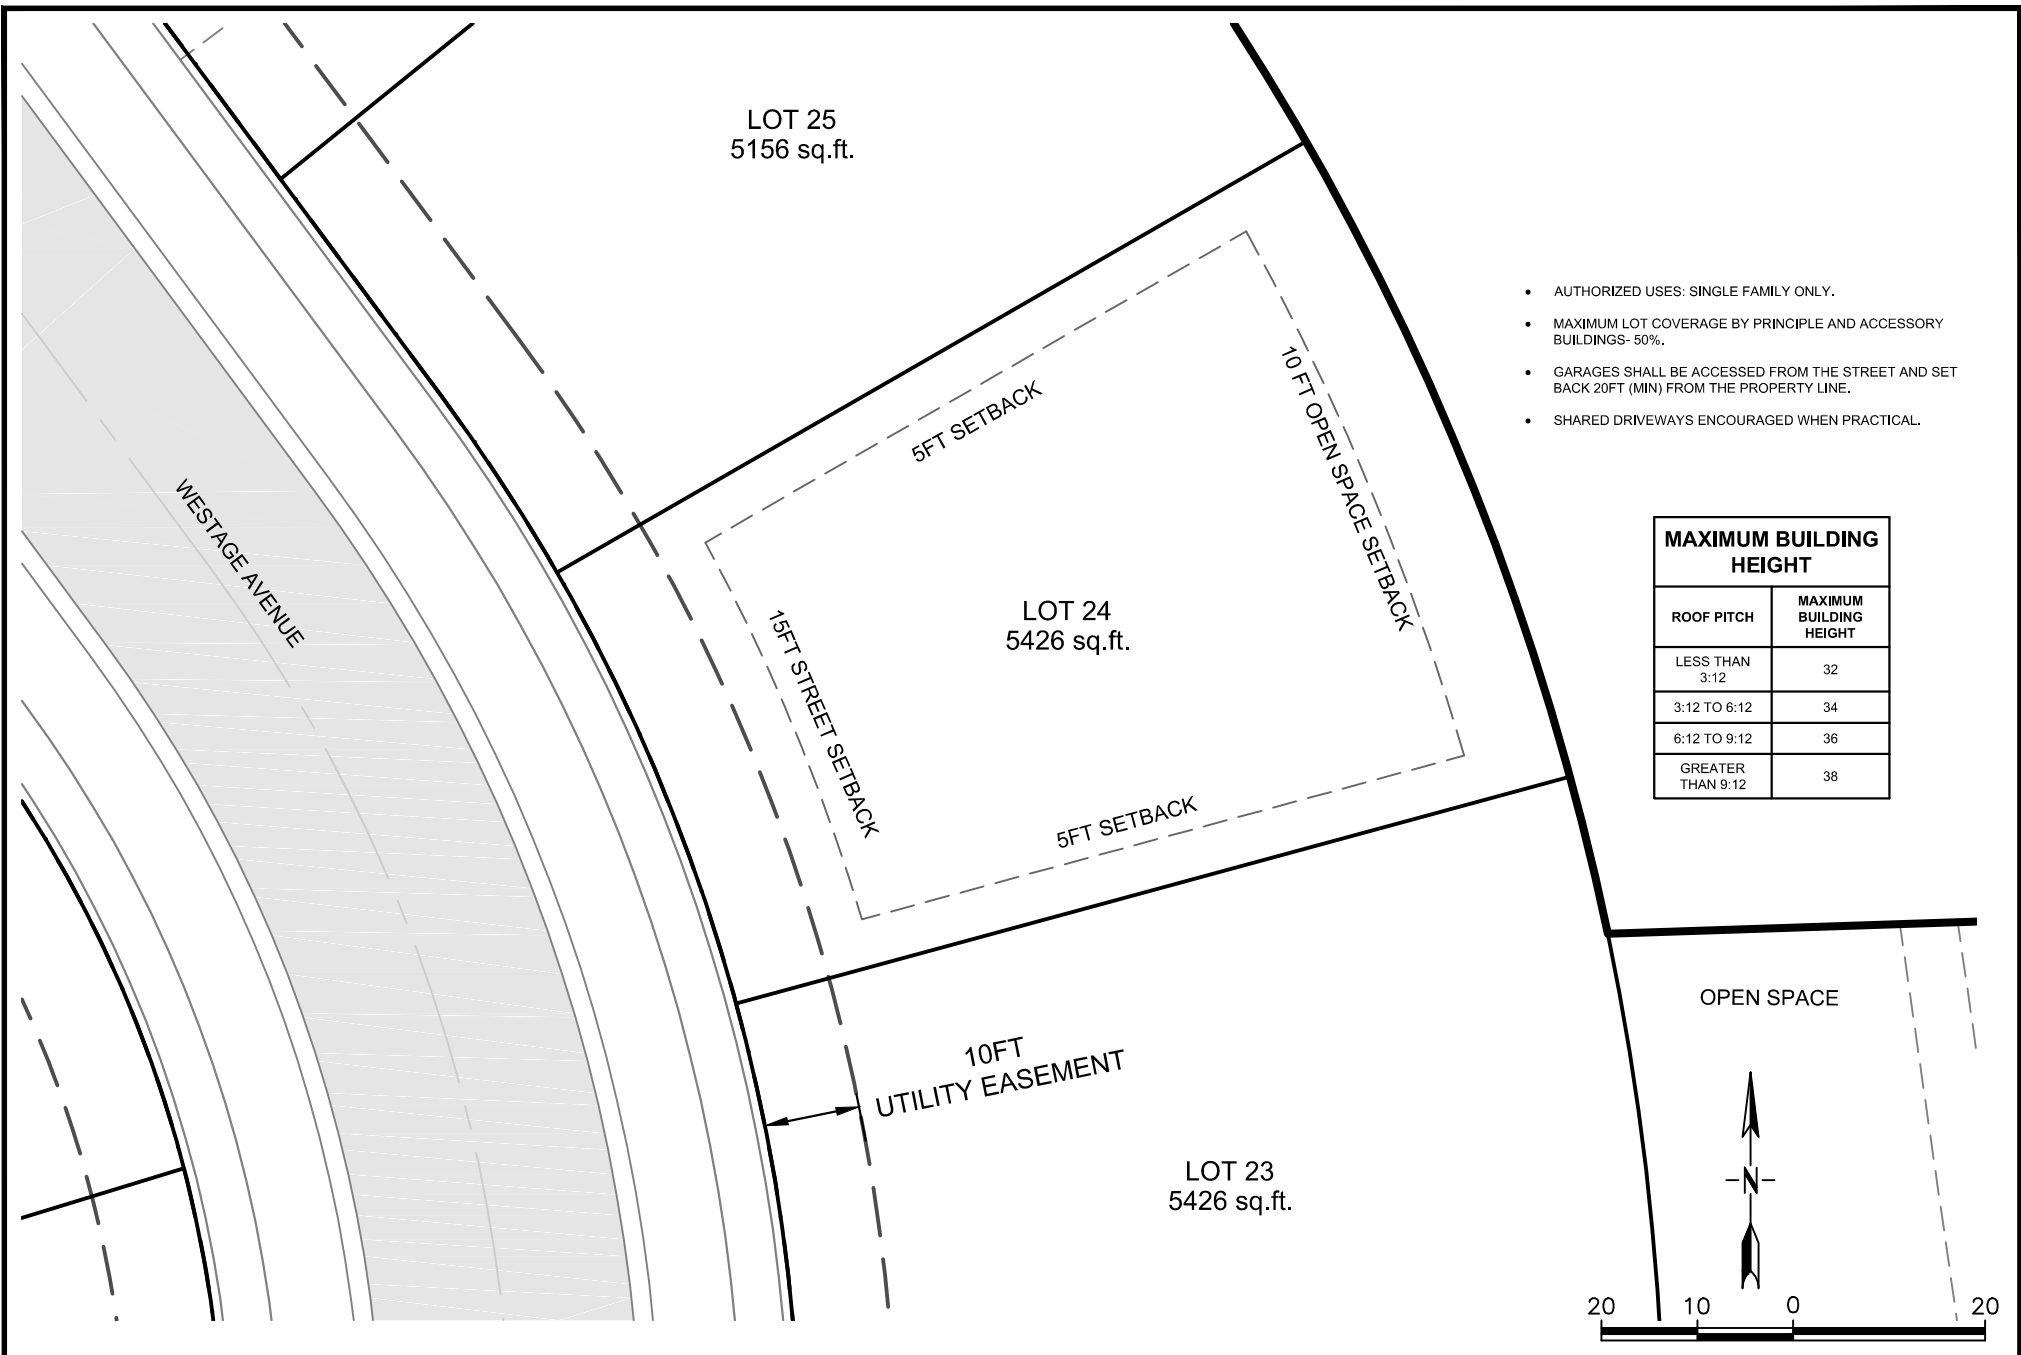 LOT 25
5156 sq.ft.
• AUTHORIZED USES: SINGLE FAMILY ONLY.
• MAXIMUM LOT COVERAGE BY PRINCIPLE AND ACCESSORY
BUILDINGS- 50%.
• GARAGES SHALL BE ACCESSED FROM THE STREET AND SET
BACK 20FT (MIN) FROM THE PROPERTY LINE.
• SHARED DRIVEWAYS ENCOURAGED WHEN PRACTICAL.
5FT SETBACK
10 FT OPEN SPACE SETBACK
WESTAGE AVENUE
LOT 24
5426 sq.ft.
15FT STREET SETBACK
5FT SETBACK
MAXIMUM BUILDING
HEIGHT
ROOF PITCH
MAXIMUM
BUILDING
HEIGHT
LESS THAN
3:12
32
3:12 TO 6:12
34
6:12 TO 9:12
36
GREATER
THAN 9:12
38
OPEN SPACE
10FT
UTILITY EASEMENT
LOT 23
5426 sq.ft.
N
20 10 0 20